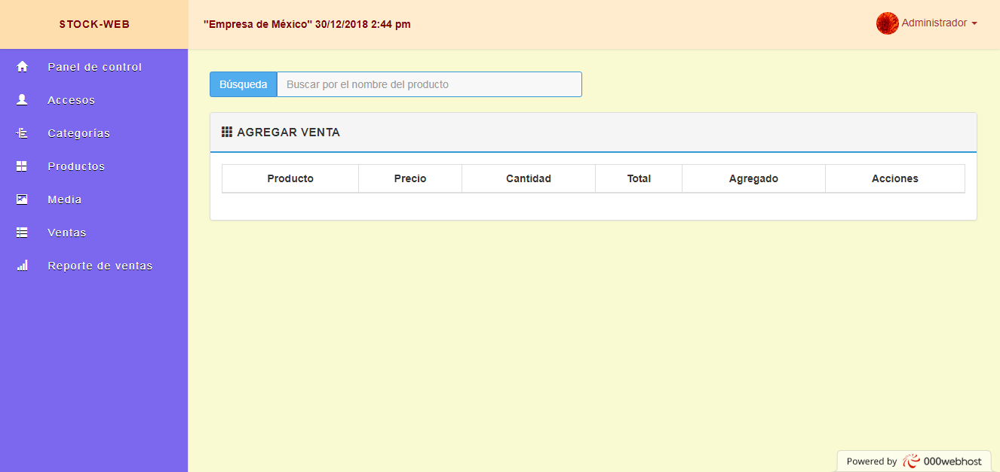 STOCK-WEB
"Empresa de México" 30/12/2018 2:44 pm
Administrador
Panel de control
Accesos
Categorías
Productos
Media
Ventas
Reporte de ventas
Búsqueda Buscar por el nombre del producto
AGREGAR VENTA
Producto Precio Cantidad Total Agregado Acciones
Powered by 000webhost